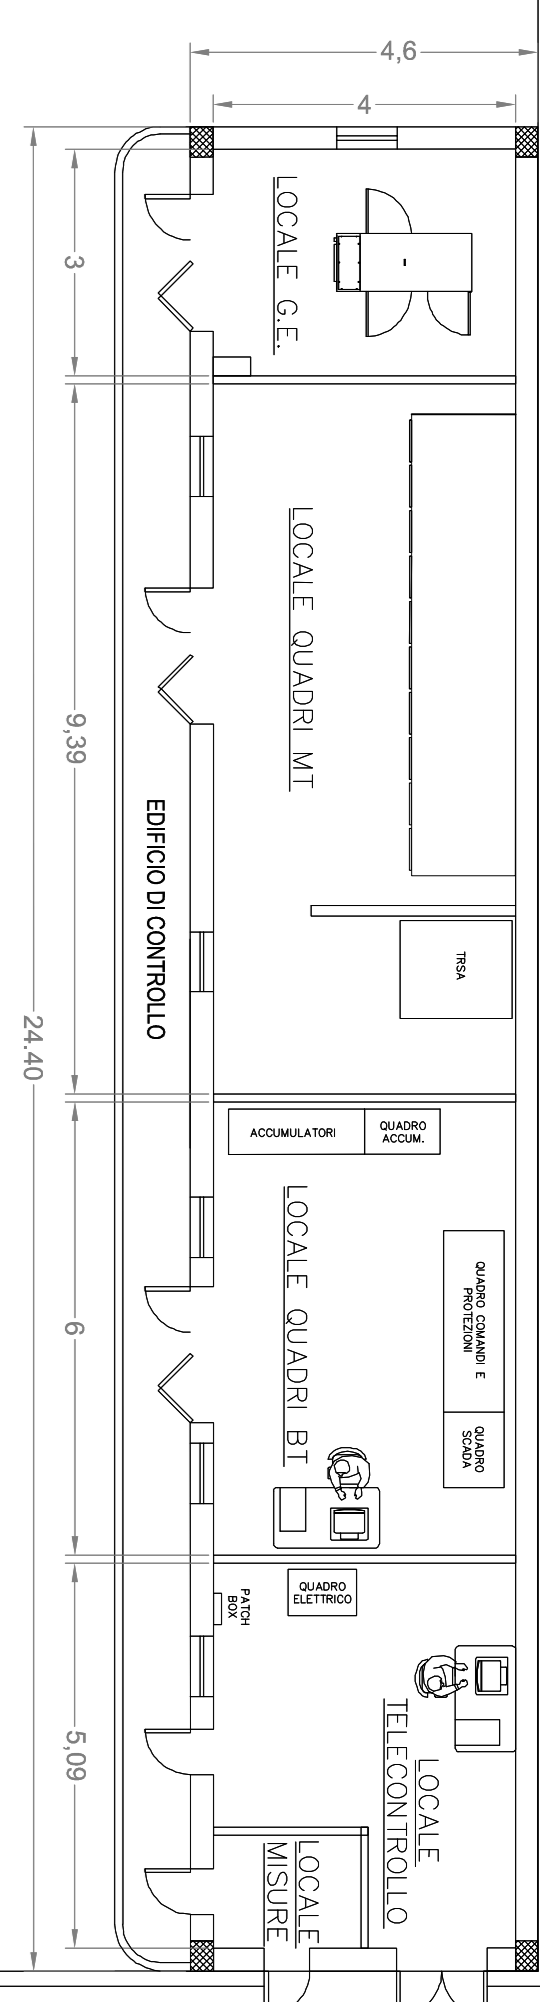 4,6
4
3
LOCALE G.E.
9,39
LOCALE QUADRI MT
EDIFICIO DI CONTROLLO
TRSA
24.40
ACCUMULATORI
QUADRO
ACCUM.
LOCALE QUADRI BT
QUADRO COMANDI E
PROTEZIONI
QUADRO
SCADA
6
QUADRO
ELETTRICO
PATCH
BOX
LOCALE
TELECONTROLLO
5,09
LOCALE
MISURE